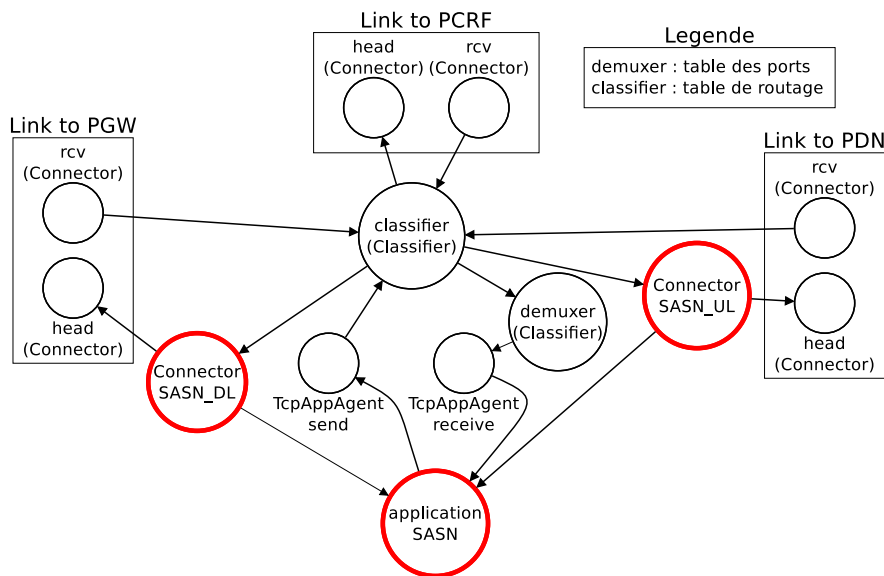 Link to PCRF
head
(Connector)
rcv
(Connector)
Legende
demuxer : table des ports
classifier : table de routage
Link to PGW
rcv
(Connector)
head
(Connector)
Link to PDN
rcv
(Connector)
head
(Connector)
classifier
(Classifier)
demuxer
(Classifier)
Connector
SASN_UL
Connector
SASN_DL
TcpAppAgent
send
TcpAppAgent
receive
application
SASN